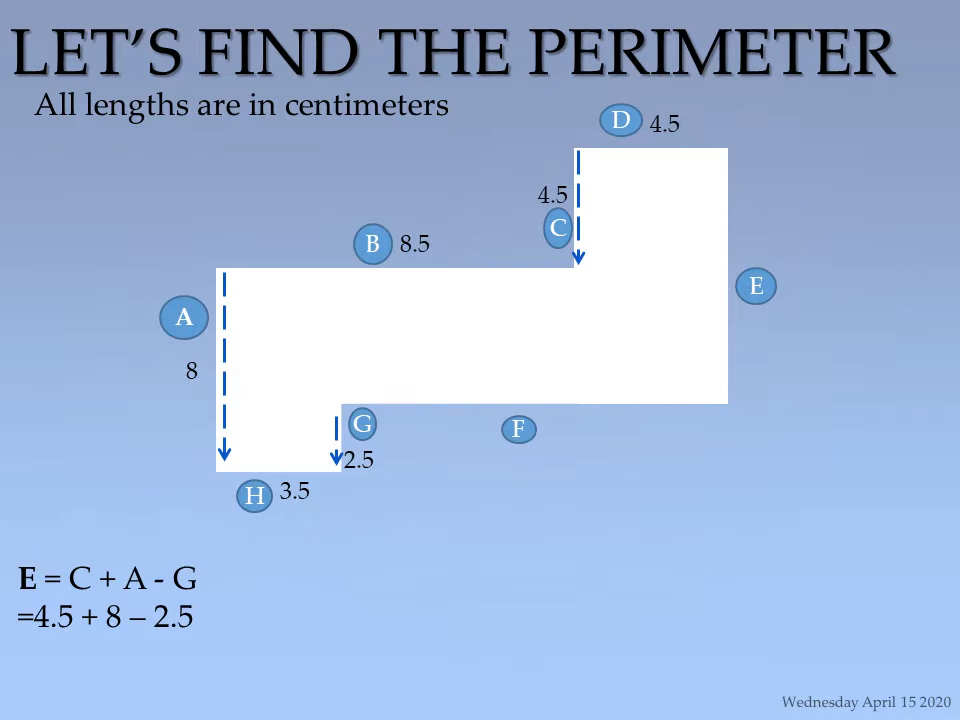 LET’S FIND THE PERIMETER
All lengths are in centimeters
D 4.5
4.5
C
B 8.5
E
A
8
G
F
2.5
H 3.5
E = C + A - G
=4.5 + 8 – 2.5
Wednesday April 15 2020